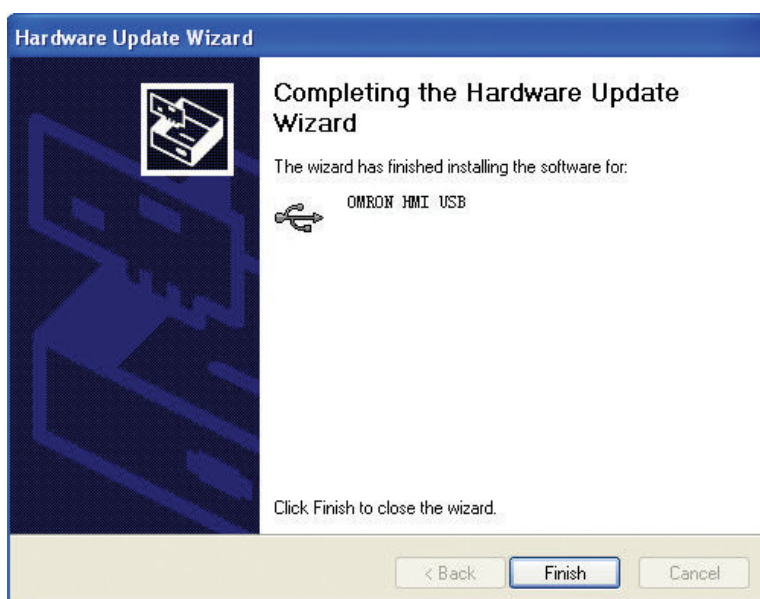 Hardware Update Wizard
Completing the Hardware Update
Wizard
The wizard has finished installing the software for:
OMRON HMI USB
Click Finish to close the wizard.
< Back
Finish
Cancel